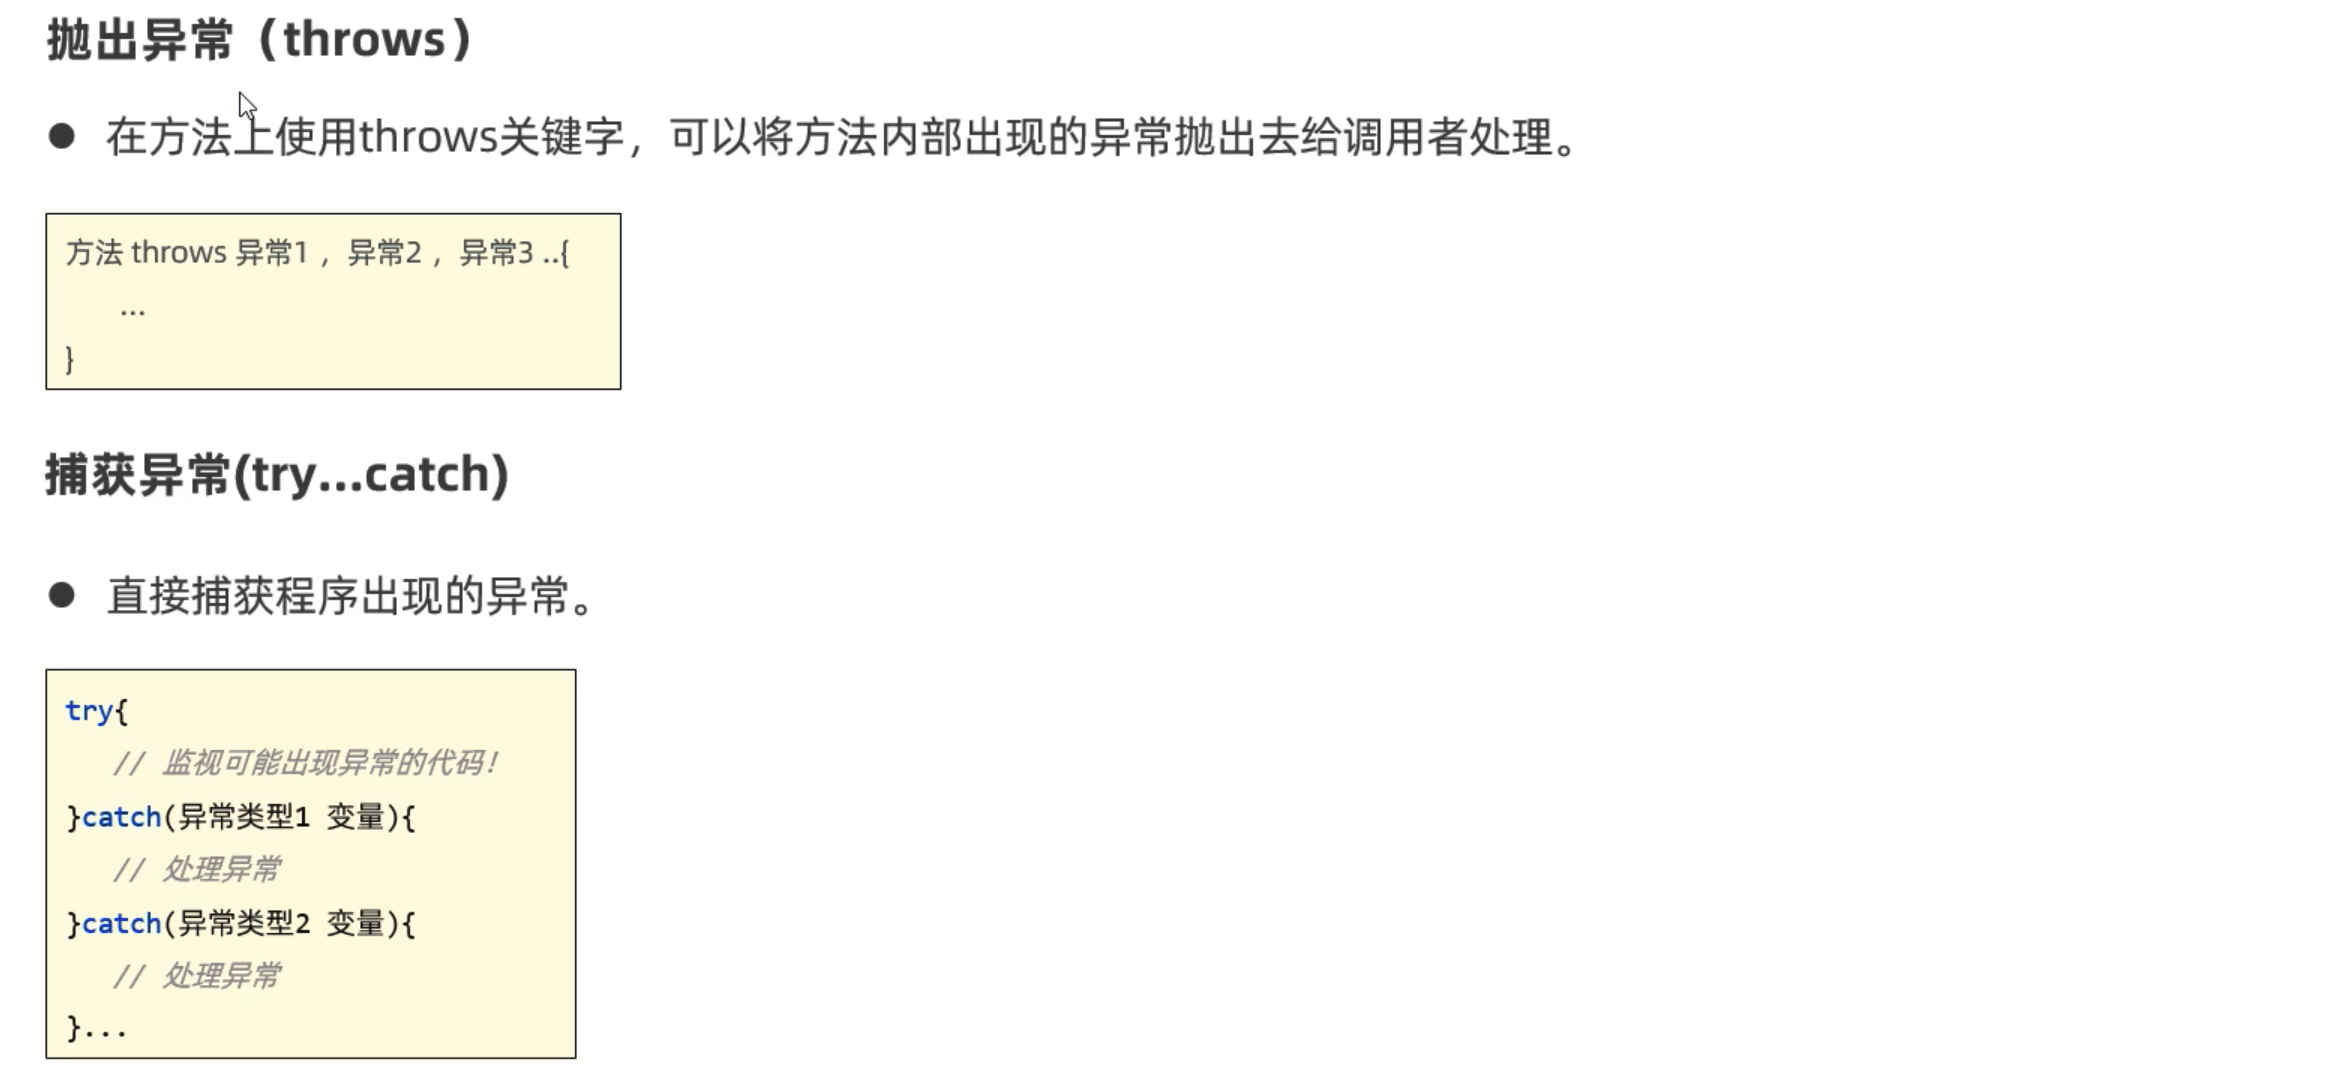 抛出异常（throws）
● 在方法上使用throws关键字，可以将方法内部出现的异常抛出去给调用者处理。
方法 throws 异常1 ，异常2 ，异常3 ..{
...
}
捕获异常(try...catch)
● 直接捕获程序出现的异常。
try{
// 监视可能出现异常的代码！
}catch(异常类型1 变量){
// 处理异常
}catch(异常类型2 变量){
// 处理异常
}...